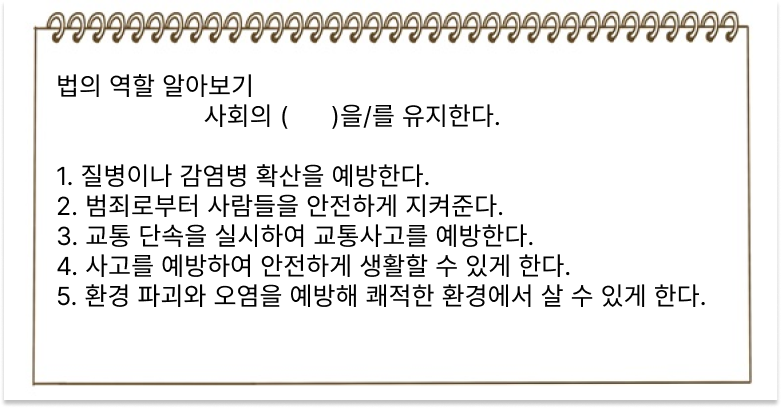 법의 역할 알아보기
사회의 (      )을/를 유지한다.
1. 질병이나 감염병 확산을 예방한다.
2. 범죄로부터 사람들을 안전하게 지켜준다.
3. 교통 단속을 실시하여 교통사고를 예방한다.
4. 사고를 예방하여 안전하게 생활할 수 있게 한다.
5. 환경 파괴와 오염을 예방해 쾌적한 환경에서 살 수 있게 한다.